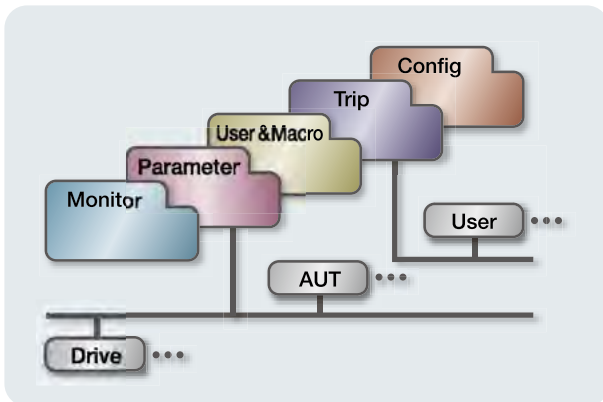 Config
Trip
User &Macro
Parameter
Monitor
User
AUT
Drive